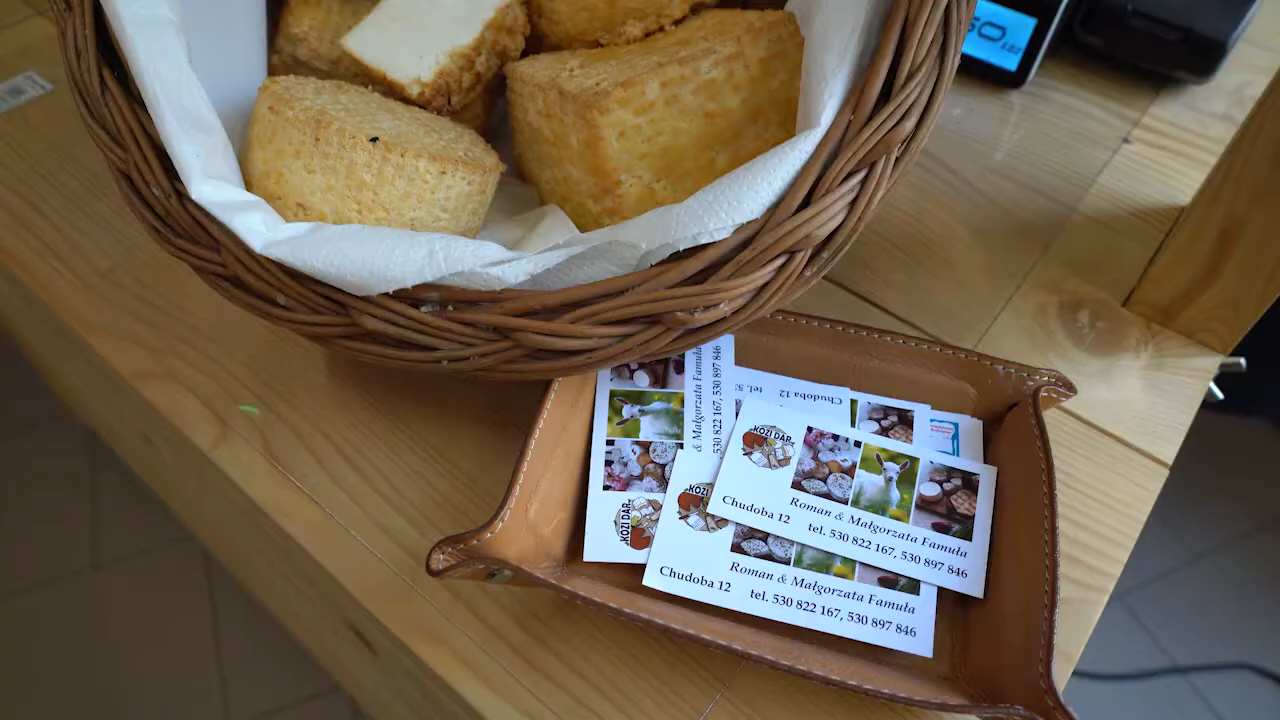 KOZI DAR
Roman & Małgorzata Famuła
Chudoba 12 tel. 530 822 167, 530 897 846
KOZI
Roman & Małgorzata Famuła
Chudoba 12 tel. 530 822 167, 530 897 846
KOZI DAR
& Małgorzata Famuła
530 822 167, 530 897 846
Chudoba 12 tel. 53